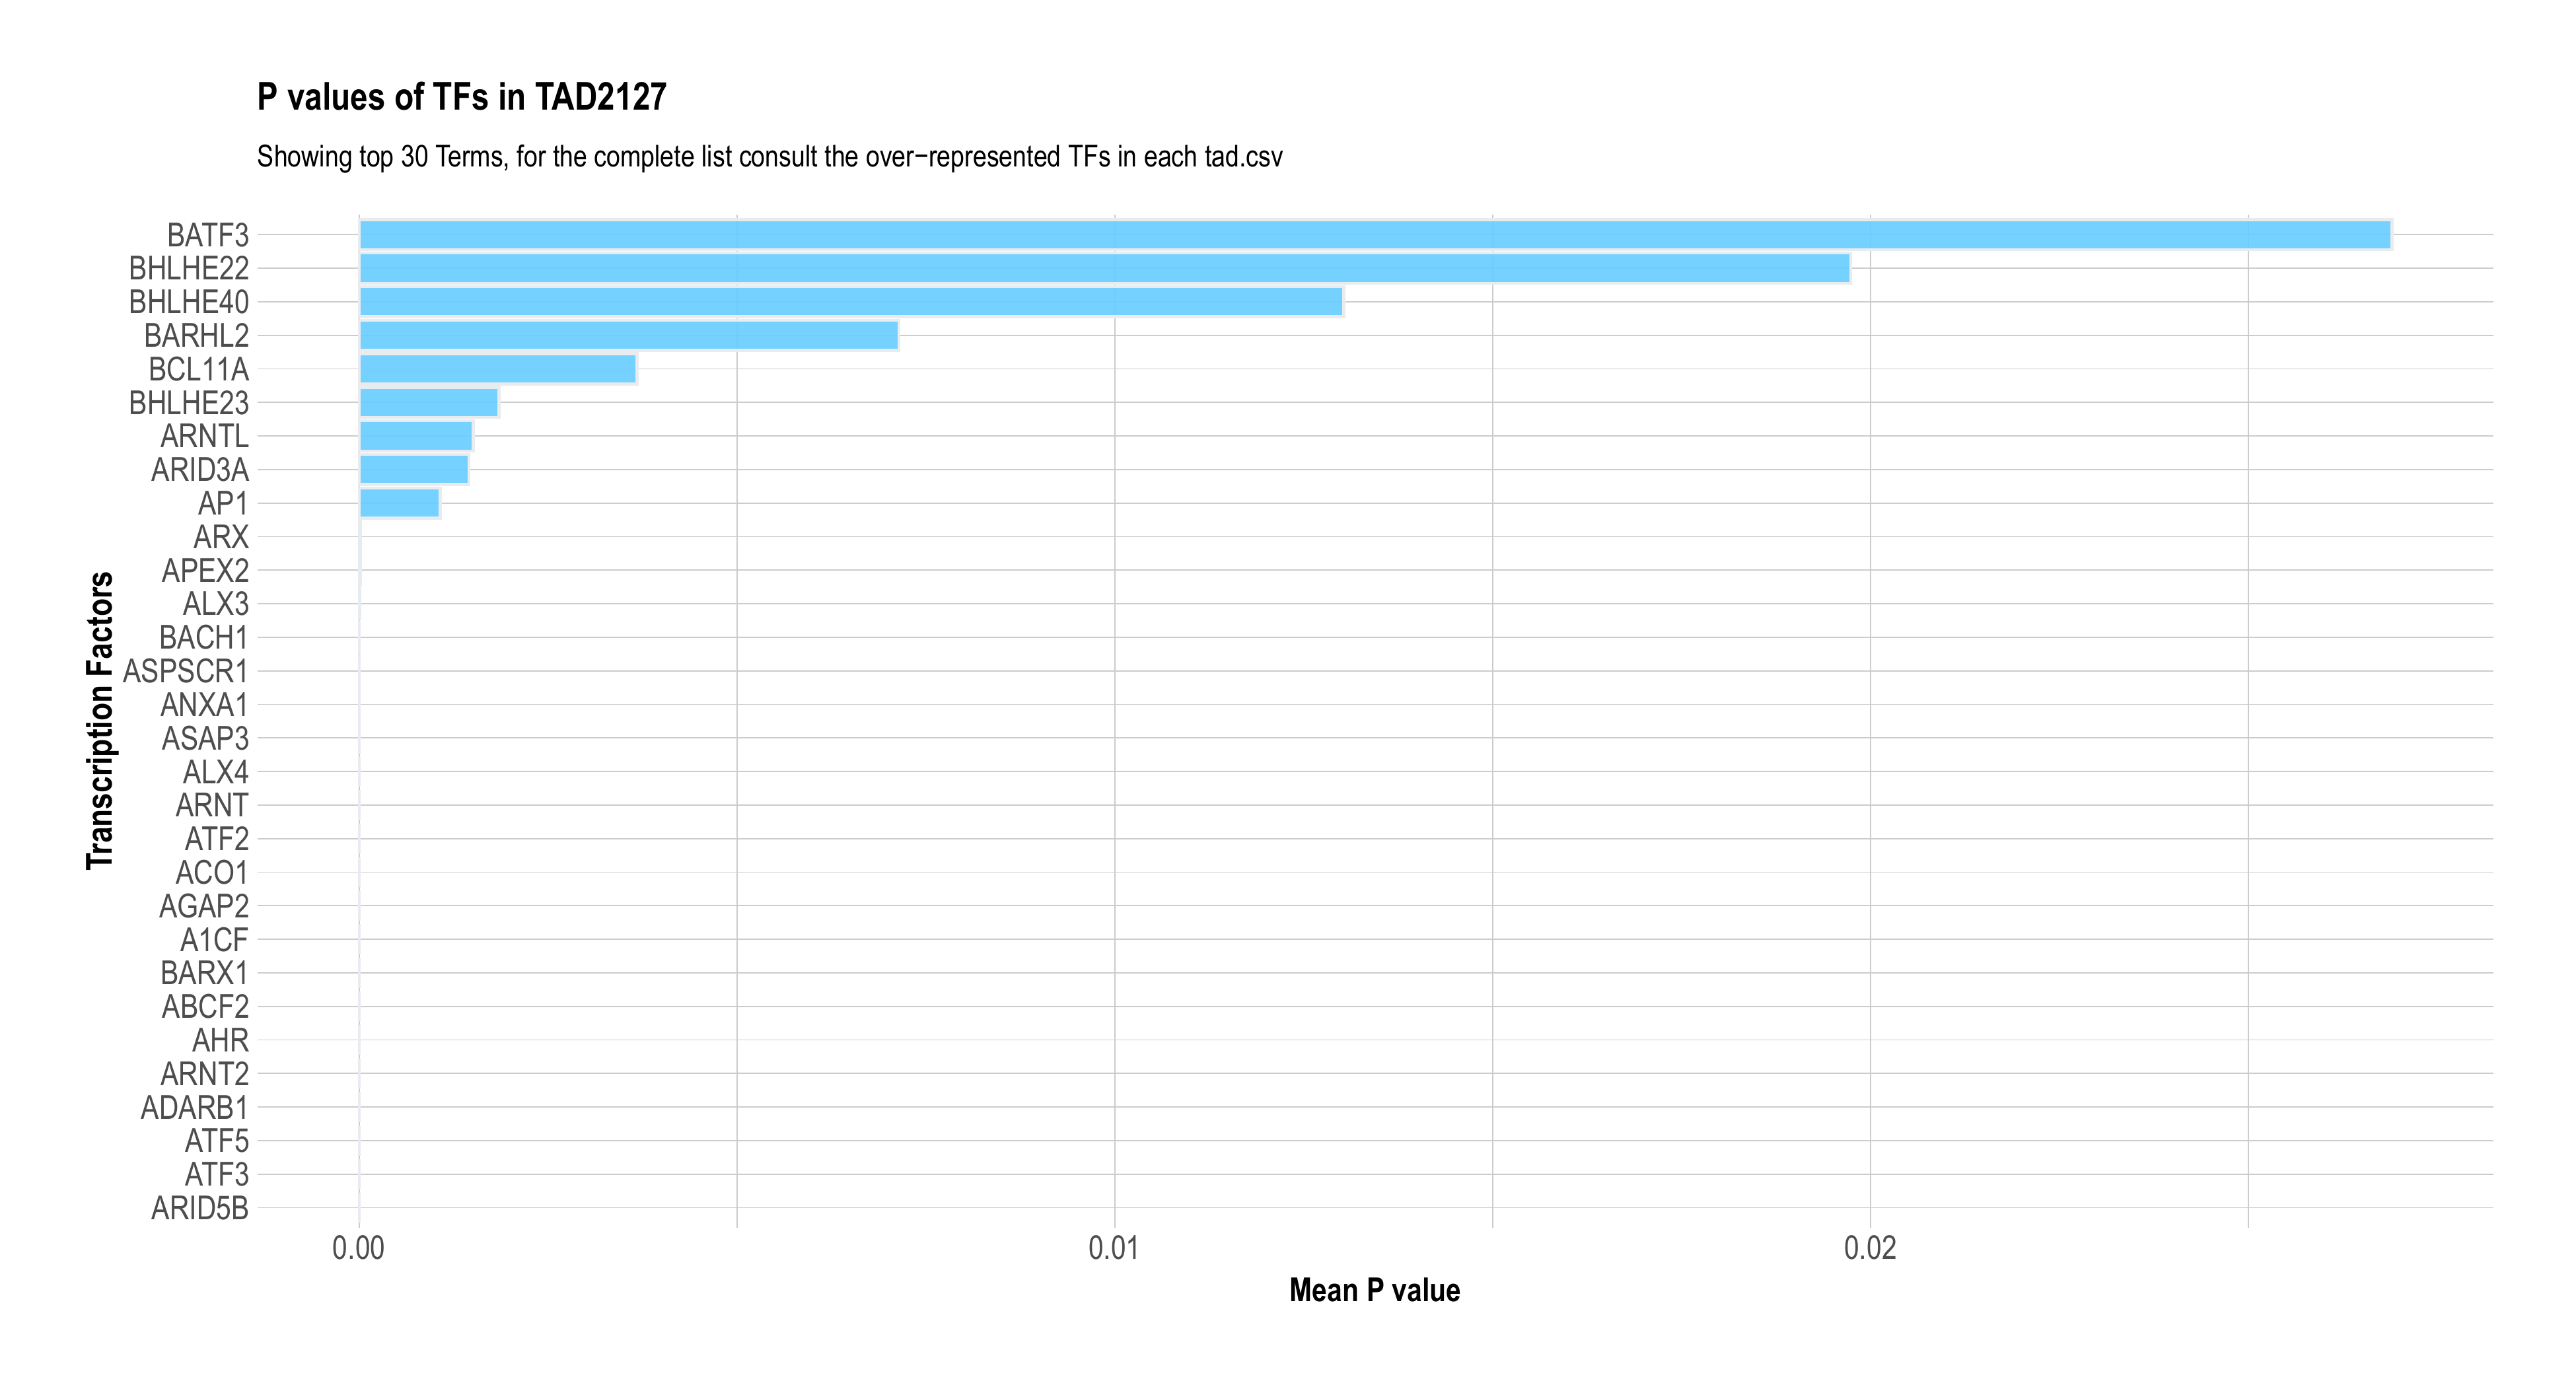 P values of TFs in TAD2127
Showing top 30 Terms, for the complete list consult the over−represented TFs in each tad.csv
Transcription Factors
BATF3
BHLHE22
BHLHE40
BARHL2
BCL11A
BHLHE23
ARNTL
ARID3A
AP1
ARX
APEX2
ALX3
BACH1
ASPSCR1
ANXA1
ASAP3
ALX4
ARNT
ATF2
ACO1
AGAP2
A1CF
BARX1
ABCF2
AHR
ARNT2
ADARB1
ATF5
ATF3
ARID5B
0.00 0.01 0.02
Mean P value